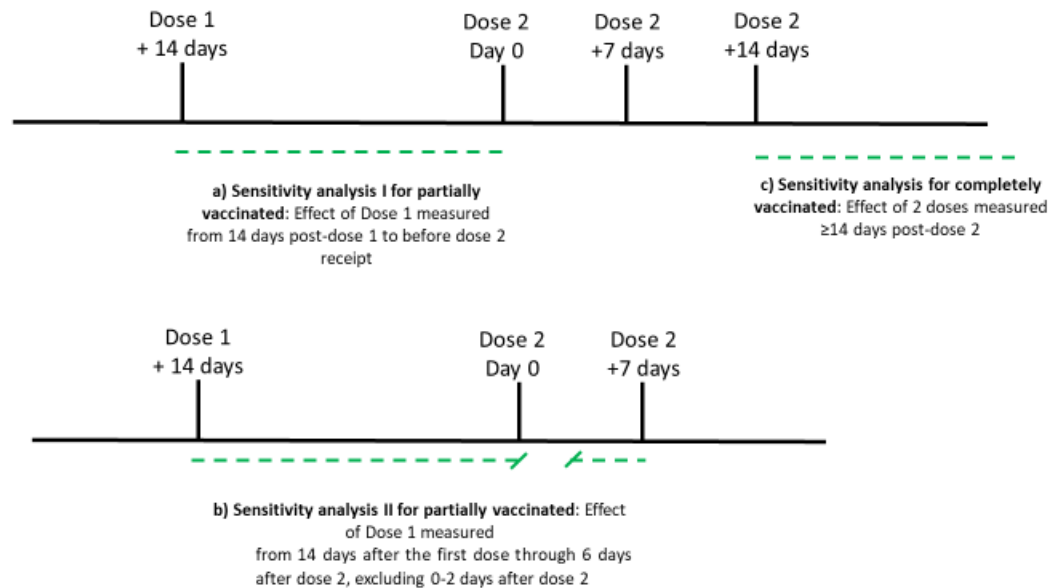 Dose 1
+ 14 days
Dose 2
Day 0
Dose 2
+7 days
Dose 2
+14 days
a) Sensitivity analysis I for partially
vaccinated: Effect of Dose 1 measured
from 14 days post-dose 1 to before dose 2
receipt
c) Sensitivity analysis for completely
vaccinated: Effect of 2 doses measured
≥14 days post-dose 2
Dose 1
+ 14 days
Dose 2
Day 0
Dose 2
+7 days
b) Sensitivity analysis II for partially vaccinated: Effect
of Dose 1 measured
from 14 days after the first dose through 6 days
after dose 2, excluding 0-2 days after dose 2